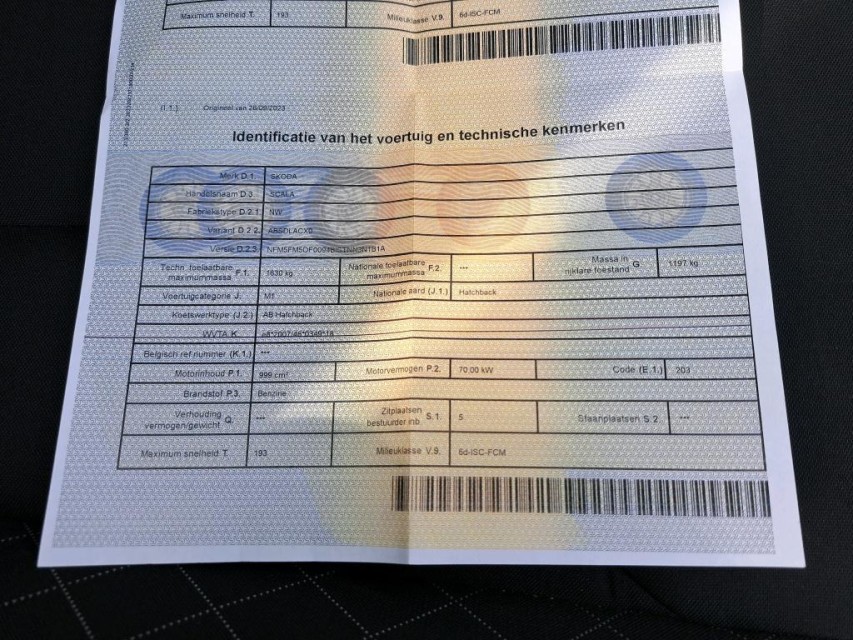 Maximum snelheid T. 193 Milieuklasse V.9. 6d-ISC-FCM
(I.1.) Origineel van 28/09/2023
Identificatie van het voertuig en technische kenmerken
Merk D.1. SKODA
Handelsnaam D.3. SCALA
Fabriekstype D.2.1. NW
Variant D.2.2. ABSDLACX0
Versie D.2.3.
Techn. toelaatbare maximummassa F.1. 1630 kg Nationale toelaatbare maximummassa F.2. --- Massa in rijklare toestand G 1197 kg
Voertuigcategorie J. M1 Nationale aard (J.1.) Hatchback
Koetswerktype (J.2.) AB Hatchback
WVTA K.
Belgisch ref nummer (K.1.) ---
Motorinhoud P.1. 999 cm³ Motorvermogen P.2. 70,00 kW Code (E.1.) 203
Brandstof P.3. Benzine
Verhouding vermogen/gewicht Q. --- Zitplaatsen bestuurder inb. S.1. 5 Staanplaatsen S.2. ---
Maximum snelheid T. 193 Milieuklasse V.9. 6d-ISC-FCM